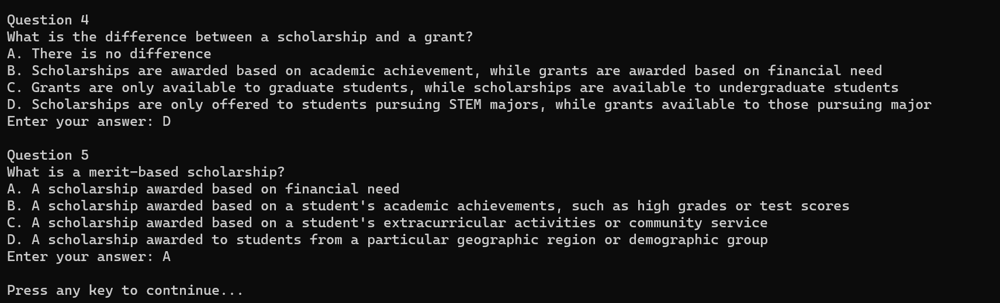 Question 4
What is the difference between a scholarship and a grant?
A. There is no difference
B. Scholarships are awarded based on academic achievement, while grants are awarded based on financial need
C. Grants are only available to graduate students, while scholarships are available to undergraduate students
D. Scholarships are only offered to students pursuing STEM majors, while grants available to those pursuing major
Enter your answer: D
Question 5
What is a merit-based scholarship?
A. A scholarship awarded based on financial need
B. A scholarship awarded based on a student's academic achievements, such as high grades or test scores
C. A scholarship awarded based on a student's extracurricular activities or community service
D. A scholarship awarded to students from a particular geographic region or demographic group
Enter your answer: A
Press any key to contninue...